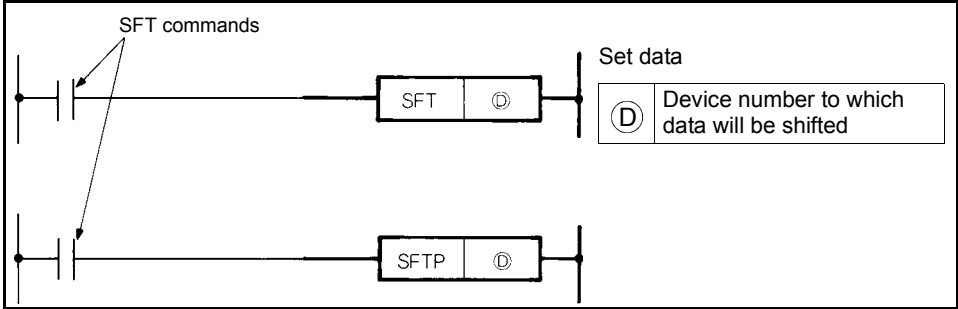 SFT commands
Set data
SFT Ⓓ
Ⓓ Device number to which
data will be shifted
SFTP Ⓓ